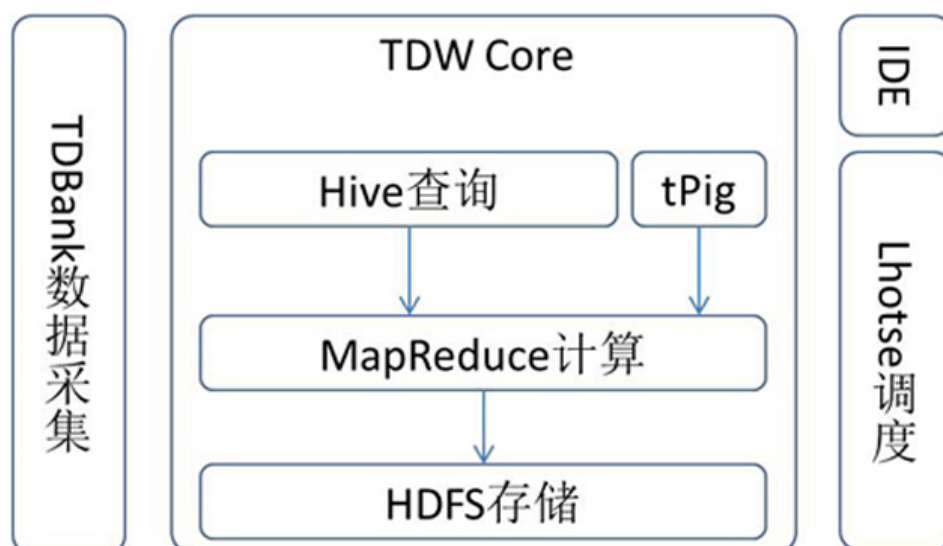 TDBank数据采集
TDW Core
Hive查询
tPig
MapReduce计算
HDFS存储
IDE
Lhotse调度